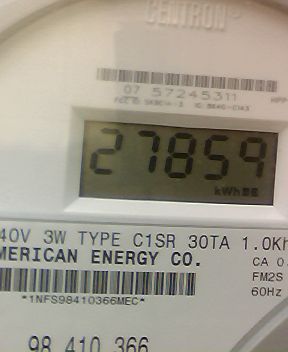 CENTRON®
07 57245311
27859
kWh
40V 3W TYPE C1SR 30TA 1.0Kh
MERICAN ENERGY CO.
CA 0.
FM2S
60Hz
*1NFS98410366MEC*
98 410 366